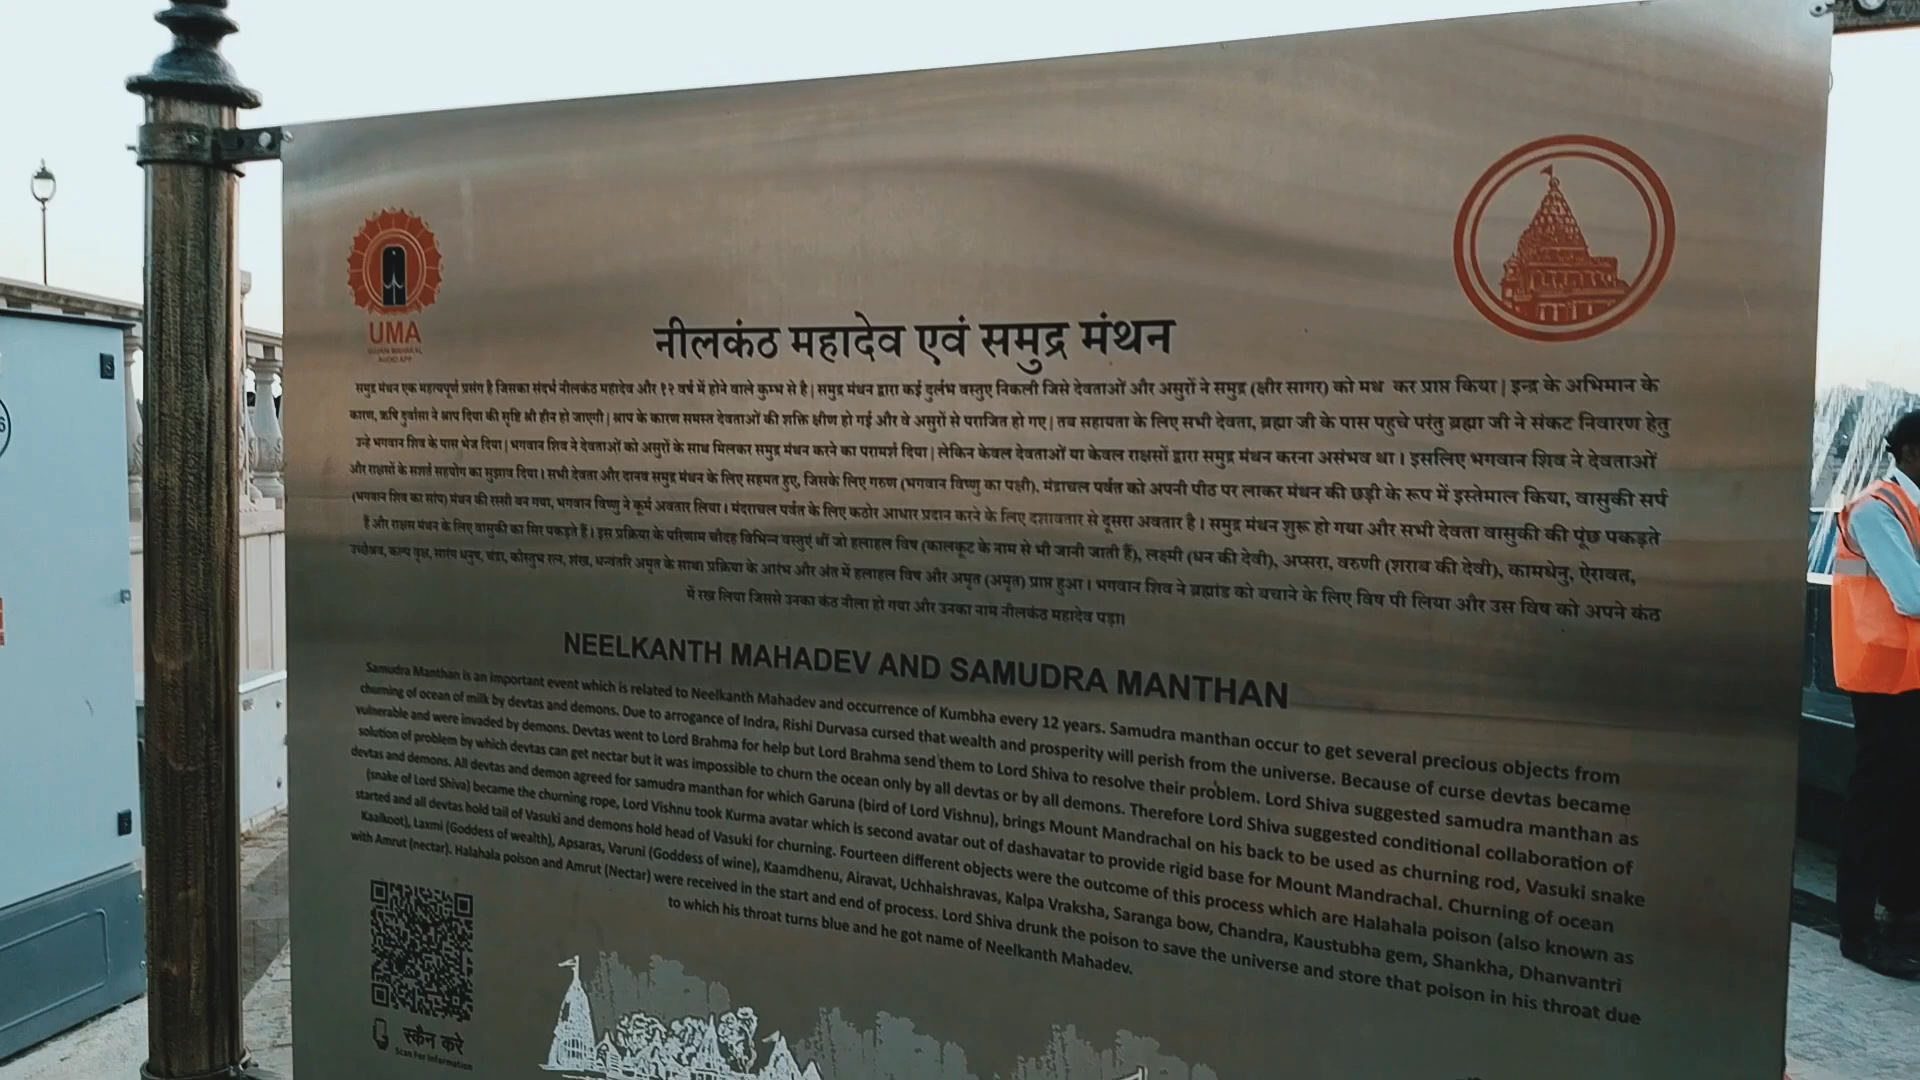 UMA
UJJAIN MAHAKAL
AUDIO APP
नीलकंठ महादेव एवं समुद्र मंथन
समुद्र मंथन एक महत्वपूर्ण प्रसंग है जिसका संदर्भ नीलकंठ महादेव और १२ वर्ष में होने वाले कुम्भ से है | समुद्र मंथन द्वारा कई दुर्लभ वस्तुए निकली जिसे देवताओं और असुरों ने समुद्र (क्षीर सागर) को मथ कर प्राप्त किया | इन्द्र के अभिमान के
कारण, ऋषि दुर्वासा ने श्राप दिया की सृष्टि श्री हीन हो जाएगी | श्राप के कारण समस्त देवताओं की शक्ति क्षीण हो गई और वे असुरों से पराजित हो गए | तब सहायता के लिए सभी देवता, ब्रह्मा जी के पास पहुचे परंतु ब्रह्मा जी ने संकट निवारण हेतु
उन्हे भगवान शिव के पास भेज दिया | भगवान शिव ने देवताओं को असुरों के साथ मिलकर समुद्र मंथन करने का परामर्श दिया | लेकिन केवल देवताओं या केवल राक्षसों द्वारा समुद्र मंथन करना असंभव था । इसलिए भगवान शिव ने देवताओं
और राक्षसों के सशर्त सहयोग का सुझाव दिया । सभी देवता और दानव समुद्र मंथन के लिए सहमत हुए, जिसके लिए गरुण (भगवान विष्णु का पक्षी), मंद्राचल पर्वत को अपनी पीठ पर लाकर मंथन की छड़ी के रूप में इस्तेमाल किया, वासुकी सर्प
(भगवान शिव का सांप) मंथन की रस्सी बन गया, भगवान विष्णु ने कूर्म अवतार लिया । मंदराचल पर्वत के लिए कठोर आधार प्रदान करने के लिए दशावतार से दूसरा अवतार है । समुद्र मंथन शुरू हो गया और सभी देवता वासुकी की पूंछ पकड़ते
हैं और राक्षस मंथन के लिए वासुकी का सिर पकड़ते हैं । इस प्रक्रिया के परिणाम चौदह विभिन्न वस्तुएं थीं जो हलाहल विष (कालकूट के नाम से भी जानी जाती हैं), लक्ष्मी (धन की देवी), अप्सरा, वरुणी (शराब की देवी), कामधेनु, ऐरावत,
उच्चैश्रव, कल्प वृक्ष, सारंग धनुष, चंद्रा, कौस्तुभ रत्न, शंख, धन्वंतरि अमृत के साथ। प्रक्रिया के आरंभ और अंत में हलाहल विष और अमृत (अमृत) प्राप्त हुआ । भगवान शिव ने ब्रह्मांड को बचाने के लिए विष पी लिया और उस विष को अपने कंठ
में रख लिया जिससे उनका कंठ नीला हो गया और उनका नाम नीलकंठ महादेव पड़ा।
NEELKANTH MAHADEV AND SAMUDRA MANTHAN
Samudra Manthan is an important event which is related to Neelkanth Mahadev and occurrence of Kumbha every 12 years. Samudra manthan occur to get several precious objects from
churning of ocean of milk by devtas and demons. Due to arrogance of Indra, Rishi Durvasa cursed that wealth and prosperity will perish from the universe. Because of curse devtas became
vulnerable and were invaded by demons. Devtas went to Lord Brahma for help but Lord Brahma send them to Lord Shiva to resolve their problem. Lord Shiva suggested samudra manthan as
solution of problem by which devtas can get nectar but it was impossible to churn the ocean only by all devtas or by all demons. Therefore Lord Shiva suggested conditional collaboration of
devtas and demons. All devtas and demon agreed for samudra manthan for which Garuna (bird of Lord Vishnu), brings Mount Mandrachal on his back to be used as churning rod, Vasuki snake
(snake of Lord Shiva) became the churning rope, Lord Vishnu took Kurma avatar which is second avatar out of dashavatar to provide rigid base for Mount Mandrachal. Churning of ocean
started and all devtas hold tail of Vasuki and demons hold head of Vasuki for churning. Fourteen different objects were the outcome of this process which are Halahala poison (also known as
Kaalkoot), Laxmi (Goddess of wealth), Apsaras, Varuni (Goddess of wine), Kaamdhenu, Airavat, Uchhaishravas, Kalpa Vraksha, Saranga bow, Chandra, Kaustubha gem, Shankha, Dhanvantri
with Amrut (nectar). Halahala poison and Amrut (Nectar) were received in the start and end of process. Lord Shiva drunk the poison to save the universe and store that poison in his throat due
to which his throat turns blue and he got name of Neelkanth Mahadev.
स्कैन करे
Scan For Information